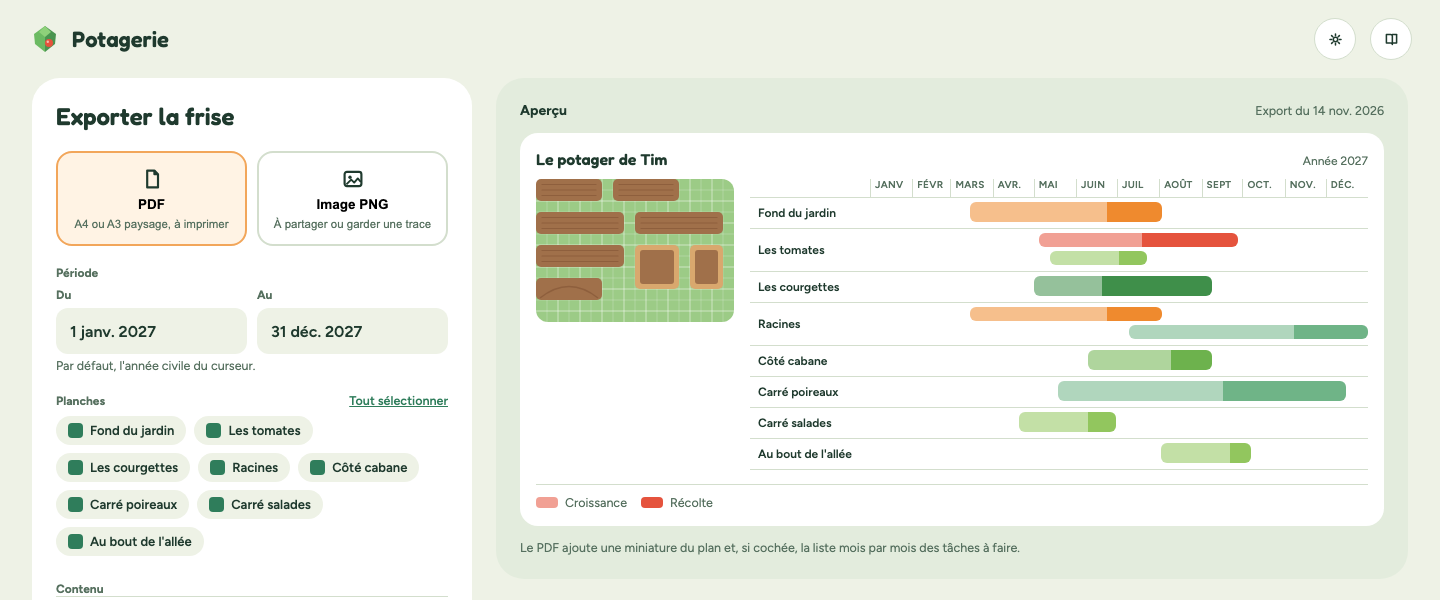 Potagerie
Exporter la frise
PDF
A4 ou A3 paysage, à imprimer
Image PNG
À partager ou garder une trace
Période
Du
Au
1 janv. 2027
31 déc. 2027
Par défaut, l'année civile du curseur.
Planches
Tout sélectionner
Fond du jardin
Les tomates
Les courgettes
Racines
Côté cabane
Carré poireaux
Carré salades
Au bout de l'allée
Contenu
Aperçu
Export du 14 nov. 2026
Le potager de Tim
Année 2027
JANV FÉVR MARS AVR. MAI JUIN JUIL AOÛT SEPT OCT. NOV. DÉC.
Fond du jardin
Les tomates
Les courgettes
Racines
Côté cabane
Carré poireaux
Carré salades
Au bout de l'allée
Croissance
Récolte
Le PDF ajoute une miniature du plan et, si cochée, la liste mois par mois des tâches à faire.